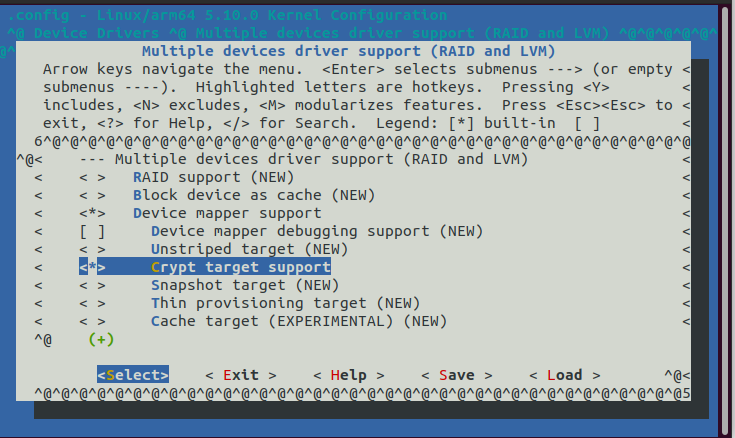 .config - Linux/arm64 5.10.0 Kernel Configuration
^@ Device Drivers ^@ Multiple devices driver support (RAID and LVM) ^@^@^@^@^@^
@^ Multiple devices driver support (RAID and LVM)
Arrow keys navigate the menu. <Enter> selects submenus ---> (or empty <
submenus ----). Highlighted letters are hotkeys. Pressing <Y> <
includes, <N> excludes, <M> modularizes features. Press <Esc><Esc> to <
exit, <?> for Help, </> for Search. Legend: [*] built-in [ ] <
6^@^@^@^@^@^@^@^@^@^@^@^@^@^@^@^@^@^@^@^@^@^@^@^@^@^@^@^@^@^@^@^@^@^@^@^@
^@< --- Multiple devices driver support (RAID and LVM) <
< < > RAID support (NEW) <
< < > Block device as cache (NEW) <
< <*> Device mapper support <
< [ ] Device mapper debugging support (NEW) <
< < > Unstriped target (NEW) <
< <*> Crypt target support <
< < > Snapshot target (NEW) <
< < > Thin provisioning target (NEW) <
< < > Cache target (EXPERIMENTAL) (NEW) <
^@ (+)
<Select> < Exit > < Help > < Save > < Load > ^@<
^@^@^@^@^@^@^@^@^@^@^@^@^@^@^@^@^@^@^@^@^@^@^@^@^@^@^@^@^@^@^@^@^@^@^@^@5